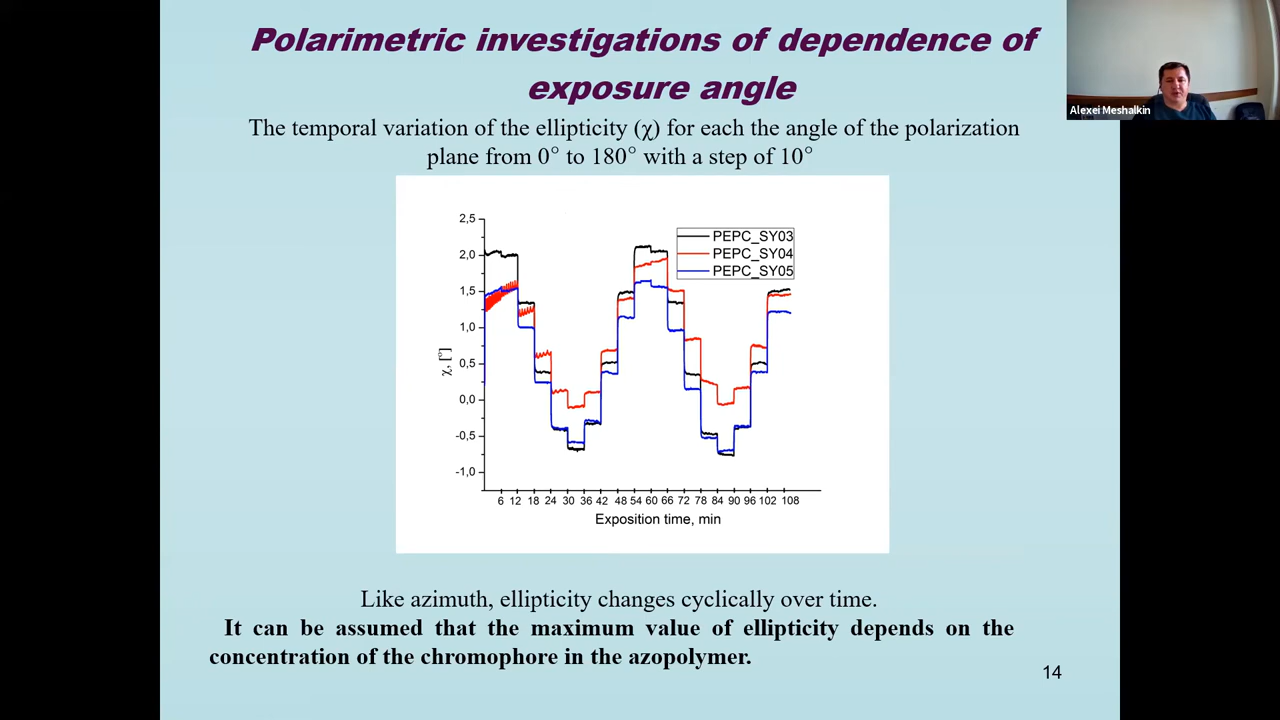 Polarimetric investigations of dependence of
exposure angle
Alexei Meshalkin
The temporal variation of the ellipticity (χ) for each the angle of the polarization
plane from 0° to 180° with a step of 10°
2,5
2,0
1,5
1,0
0,5
0,0
-0,5
-1,0
χ, [°]
PEPC_SY03
PEPC_SY04
PEPC_SY05
6 12 18 24 30 36 42 48 54 60 66 72 78 84 90 96 102 108
Exposition time, min
Like azimuth, ellipticity changes cyclically over time.
It can be assumed that the maximum value of ellipticity depends on the
concentration of the chromophore in the azopolymer.
14